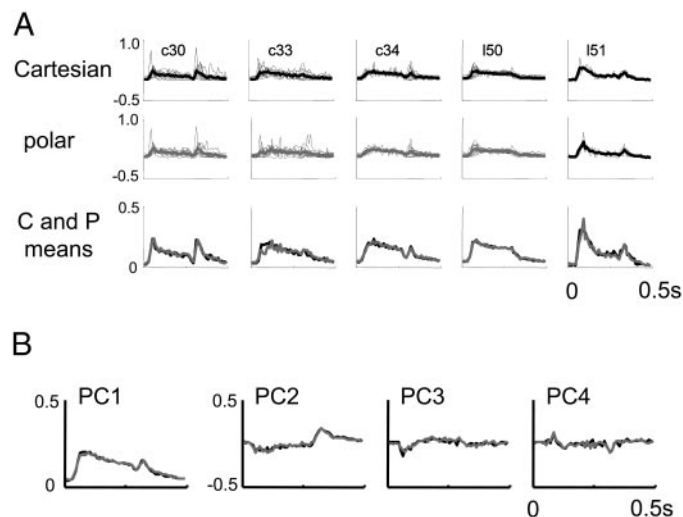 A
c30 c33 c34 l50 l51
Cartesian 1.0 -0.5
polar 1.0 -0.5
C and P means 0.5 0
0 0.5s
B
PC1 PC2 PC3 PC4
0.5 0 0.5 -0.5
0 0.5s